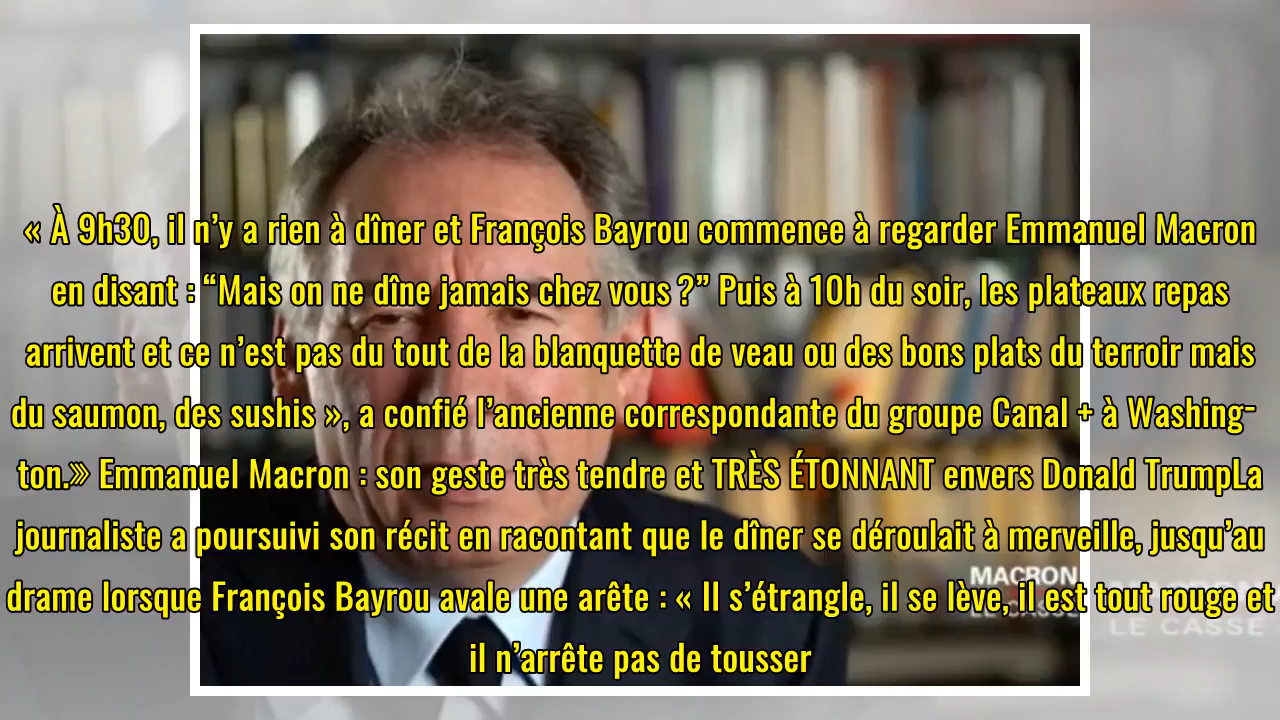 « À 9h30, il n’y a rien à dîner et François Bayrou commence à regarder Emmanuel Macron
en disant : “Mais on ne dîne jamais chez vous ?” Puis à 10h du soir, les plateaux repas
arrivent et ce n’est pas du tout de la blanquette de veau ou des bons plats du terroir mais
du saumon, des sushis », a confié l’ancienne correspondante du groupe Canal + à Washing-
ton.⨠ Emmanuel Macron : son geste très tendre et TRÈS ÉTONNANT envers Donald TrumpLa
journaliste a poursuivi son récit en racontant que le dîner se déroulait à merveille, jusqu’au
drame lorsque François Bayrou avale une arête : « Il s’étrangle, il se lève, il est tout rouge et
il n’arrête pas de tousser
MACRON
LE CASSE
LE CASSE